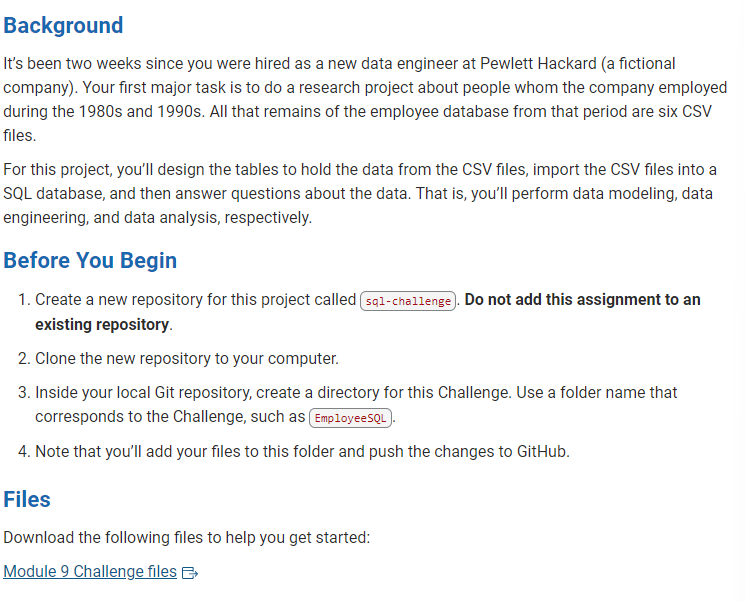 Background
It’s been two weeks since you were hired as a new data engineer at Pewlett Hackard (a fictional
company). Your first major task is to do a research project about people whom the company employed
during the 1980s and 1990s. All that remains of the employee database from that period are six CSV
files.
For this project, you’ll design the tables to hold the data from the CSV files, import the CSV files into a
SQL database, and then answer questions about the data. That is, you’ll perform data modeling, data
engineering, and data analysis, respectively.
Before You Begin
1. Create a new repository for this project called sql-challenge. Do not add this assignment to an
existing repository.
2. Clone the new repository to your computer.
3. Inside your local Git repository, create a directory for this Challenge. Use a folder name that
corresponds to the Challenge, such as EmployeeSQL.
4. Note that you’ll add your files to this folder and push the changes to GitHub.
Files
Download the following files to help you get started:
Module 9 Challenge files